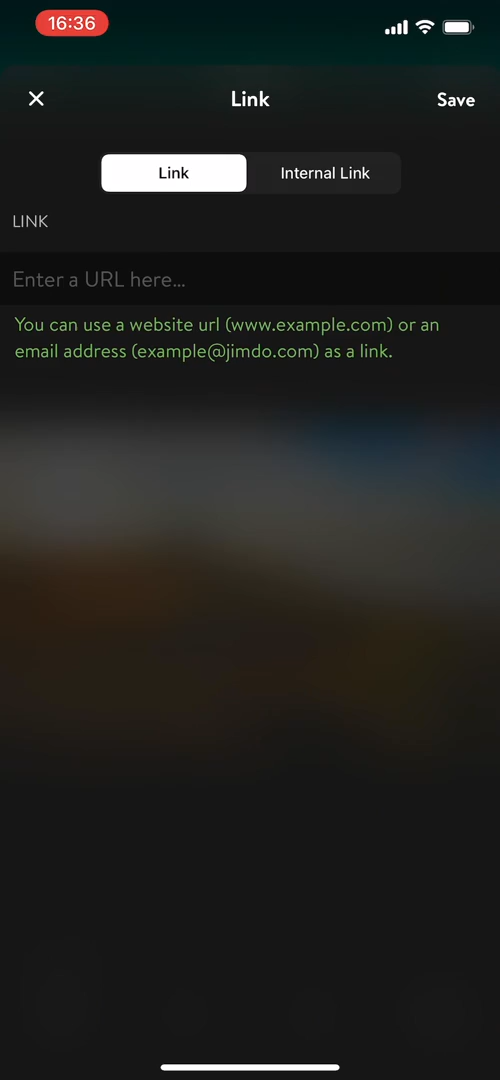 16:36
Link
Save
Link
Internal Link
LINK
Enter a URL here...
You can use a website url (www.example.com) or an
email address (example@jimdo.com) as a link.